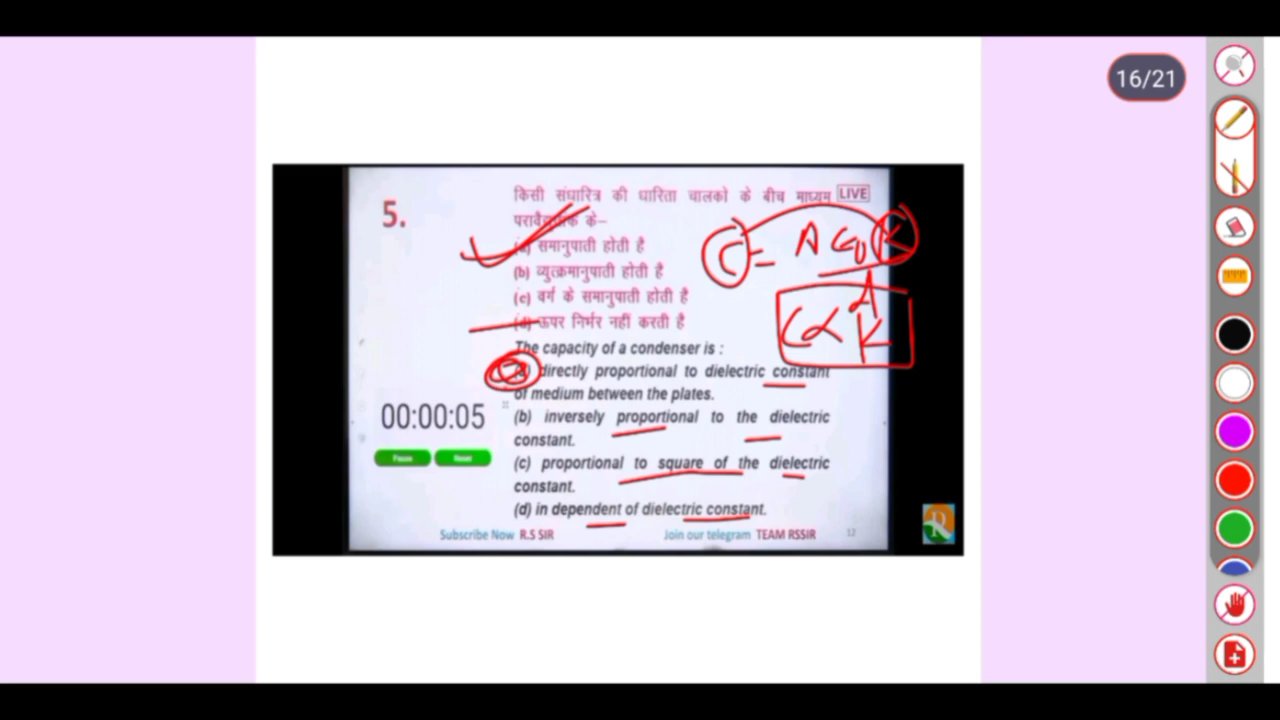 16/21
5.
किसी संधारित्र की धारिता चालको के बीच माध्यम LIVE
के–
(a) समानुपाती होती है
(b) व्युत्क्रमानुपाती होती है
(c) वर्ग के समानुपाती होती है
(d) ऊपर निर्भर नहीं करती है
C = A ϵ₀ K
C ∝ K
The capacity of a condenser is :
(a) directly proportional to dielectric constant
of medium between the plates.
(b) inversely proportional to the dielectric
constant.
(c) proportional to square of the dielectric
constant.
(d) in dependent of dielectric constant.
00:00:05
Pause Reset
Subscribe Now R.S SIR Join our telegram TEAM RSSIR 12